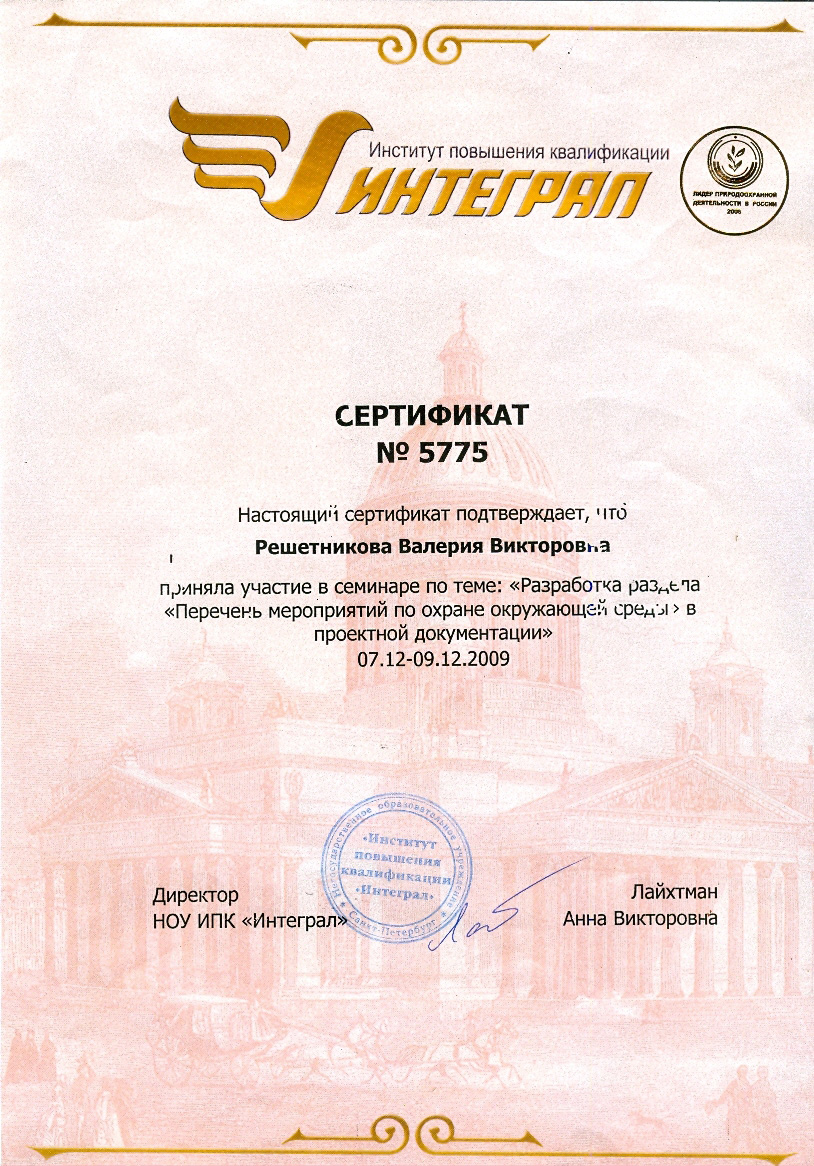 Институт повышения квалификации
ИНТЕГРАЛ
ЛИДЕР ПРИРОДООХРАННОЙ
ДЕЯТЕЛЬНОСТИ В РОССИИ
СЕРТИФИКАТ
№ 5775
Настоящий сертификат подтверждает, что
Решетникова Валерия Викторовна
приняла участие в семинаре по теме: «Разработка раздела
«Перечень мероприятий по охране окружающей среды» в
проектной документации»
07.12-09.12.2009
Негосударственное образовательное учреждение
«Институт
повышения
квалификации
«Интеграл»
Санкт-Петербург
Директор
НОУ ИПК «Интеграл»
Лайхтман
Анна Викторовна